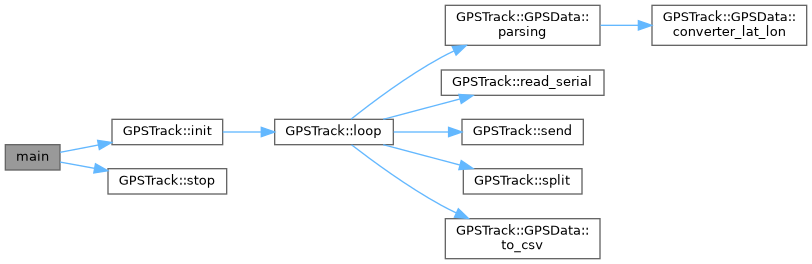 main
GPSTrack::init
GPSTrack::stop
GPSTrack::loop
GPSTrack::GPSData::
parsing
GPSTrack::read_serial
GPSTrack::send
GPSTrack::split
GPSTrack::GPSData::
to_csv
GPSTrack::GPSData::
converter_lat_lon